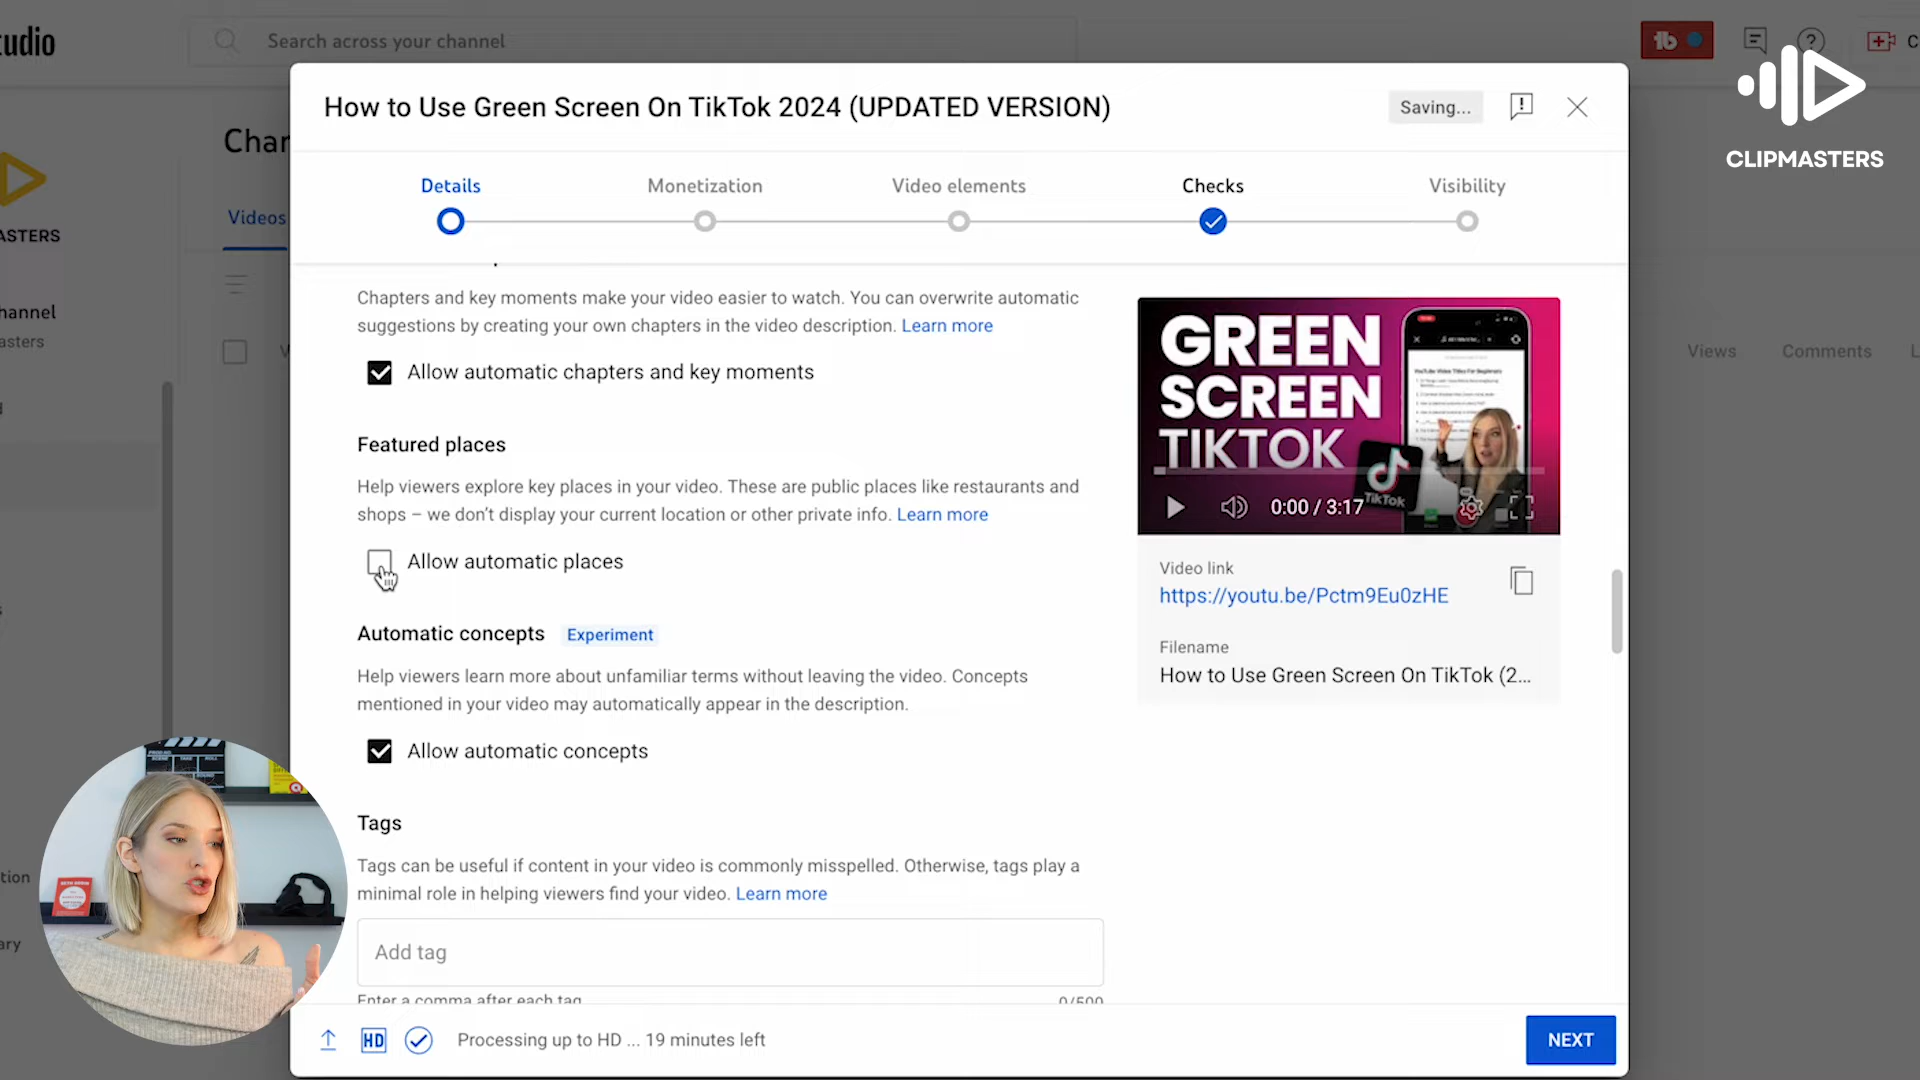 tudio
Search across your channel
CLIPMASTERS
How to Use Green Screen On TikTok 2024 (UPDATED VERSION)
Saving...
Chan
Details
Monetization
Video elements
Checks
Visibility
Videos
ASTERS
hannel
asters
Chapters and key moments make your video easier to watch. You can overwrite automatic
suggestions by creating your own chapters in the video description. Learn more
Allow automatic chapters and key moments
Views
Comments
Featured places
Help viewers explore key places in your video. These are public places like restaurants and
shops – we don't display your current location or other private info. Learn more
Allow automatic places
GREEN
SCREEN
TIKTOK
TikTok
0:00 / 3:17
Video link
https://youtu.be/Pctm9Eu0zHE
Filename
How to Use Green Screen On TikTok (2...
Automatic concepts
Experiment
Help viewers learn more about unfamiliar terms without leaving the video. Concepts
mentioned in your video may automatically appear in the description.
Allow automatic concepts
Tags
Tags can be useful if content in your video is commonly misspelled. Otherwise, tags play a
minimal role in helping viewers find your video. Learn more
Add tag
Enter a comma after each tag
0/500
tion
ary
HD
Processing up to HD ... 19 minutes left
NEXT